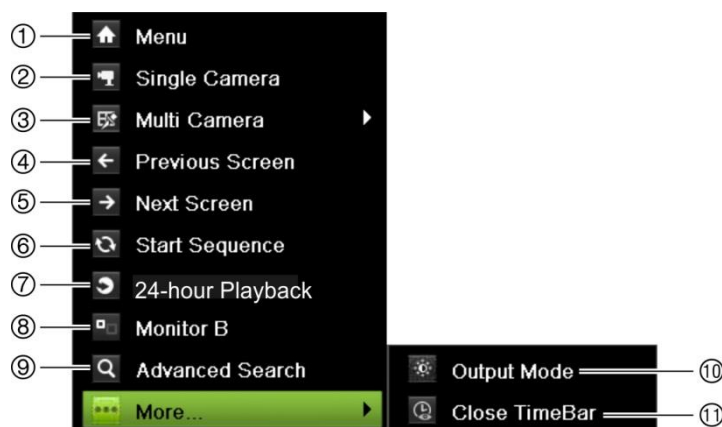 ① Menu
② Single Camera
③ Multi Camera
④ Previous Screen
⑤ Next Screen
⑥ Start Sequence
⑦ 24-hour Playback
⑧ Monitor B
⑨ Advanced Search
Output Mode ⑩
More...
Close TimeBar ⑪